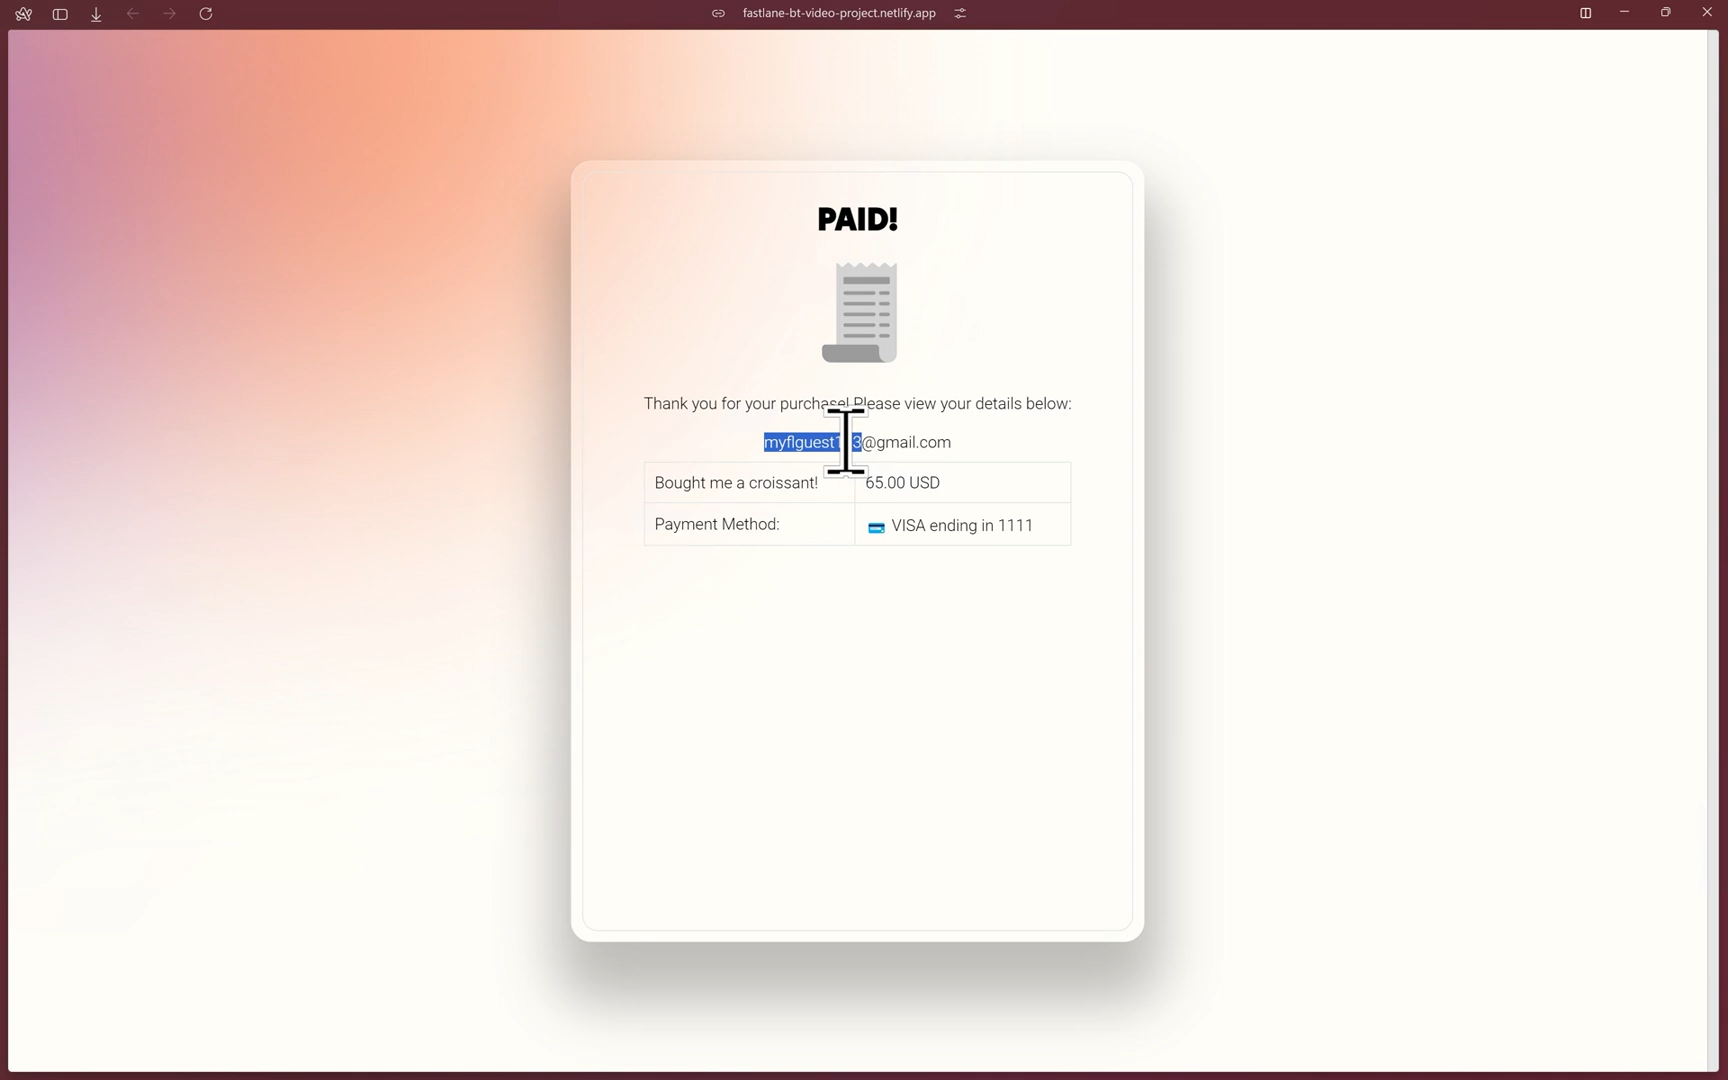 fastlane-bt-video-project.netlify.app
PAID!
Thank you for your purchase! Please view your details below:
@gmail.com
Bought me a croissant! 65.00 USD
Payment Method: VISA ending in 1111